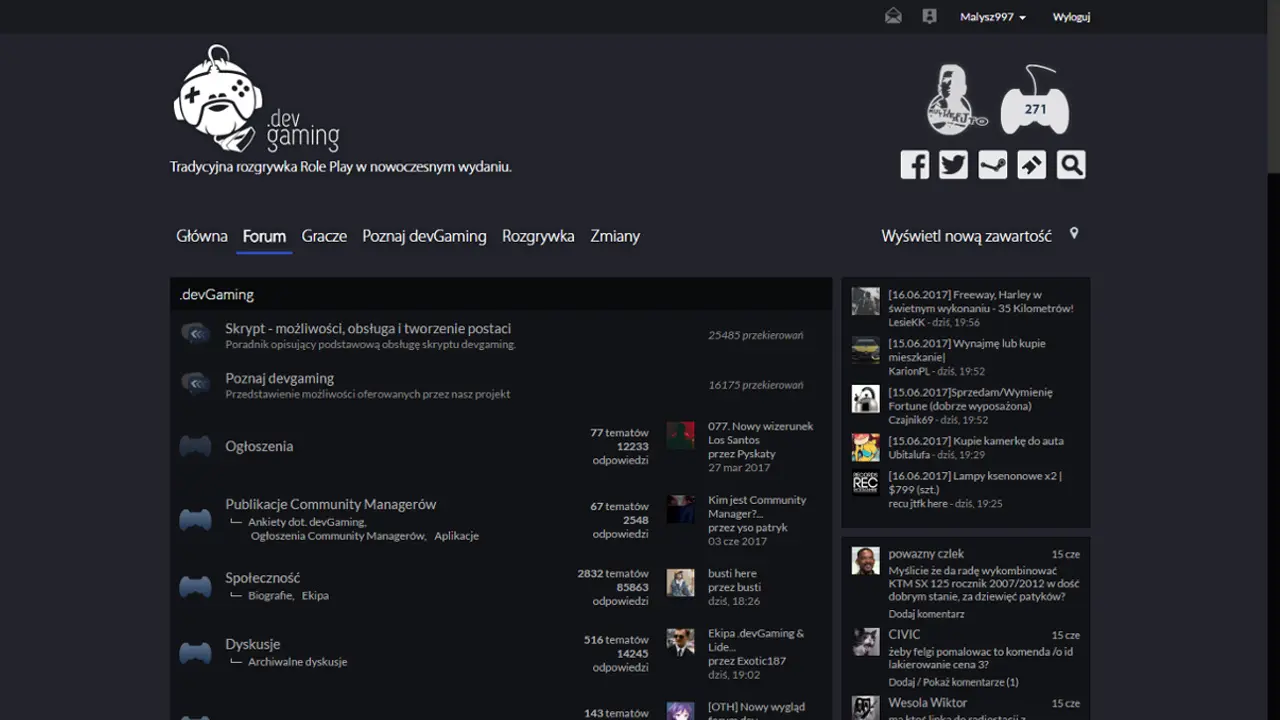 Malysz997
Wyloguj
.dev
gaming
271
Tradycyjna rozgrywka Role Play w nowoczesnym wydaniu.
Główna Forum Gracze Poznaj devGaming Rozgrywka Zmiany
Wyświetl nową zawartość
.devGaming
Skrypt - możliwości, obsługa i tworzenie postaci
Poradnik opisujący podstawową obsługę skryptu devgaming.
25485 przekierowań
Poznaj devgaming
Przedstawienie możliwości oferowanych przez nasz projekt
16175 przekierowań
Ogłoszenia
77 tematów
12233
odpowiedzi
077. Nowy wizerunek
Los Santos
przez Pyskaty
27 mar 2017
Publikacje Community Managerów
Ankiety dot. devGaming,
Ogłoszenia Community Managerów, Aplikacje
67 tematów
2548
odpowiedzi
Kim jest Community
Manager?...
przez yso patryk
03 cze 2017
Społeczność
Biografie, Ekipa
2832 tematów
85863
odpowiedzi
busti here
przez busti
dziś, 18:26
Dyskusje
Archiwalne dyskusje
516 tematów
14245
odpowiedzi
Ekipa .devGaming &
Lide...
przez Exotic187
dziś, 19:02
143 tematów
[OTH] Nowy wygląd
[16.06.2017] Freeway, Harley w
świetnym wykonaniu - 35 Kilometrów!
LesieKK - dziś, 19:56
[15.06.2017] Wynajmę lub kupie
mieszkanie|
KarionPL - dziś, 19:52
[15.06.2017]Sprzedam/Wymienię
Fortune (dobrze wyposażona)
Czajnik69 - dziś, 19:52
[15.06.2017] Kupie kamerkę do auta
Ubitalufa - dziś, 19:29
RECORDS
REC
[16.06.2017] Lampy ksenonowe x2 |
$799 (szt.)
recu jtfk here - dziś, 19:25
powazny czlek
15 cze
Myślicie że da radę wykombinować
KTM SX 125 rocznik 2007/2012 w dość
dobrym stanie, za dziewięć patyków?
Dodaj komentarz
CIVIC
15 cze
żeby felgi pomalowac to komenda /o id
lakierowanie cena 3?
Dodaj / Pokaż komentarze (1)
Wesola Wiktor
15 cze